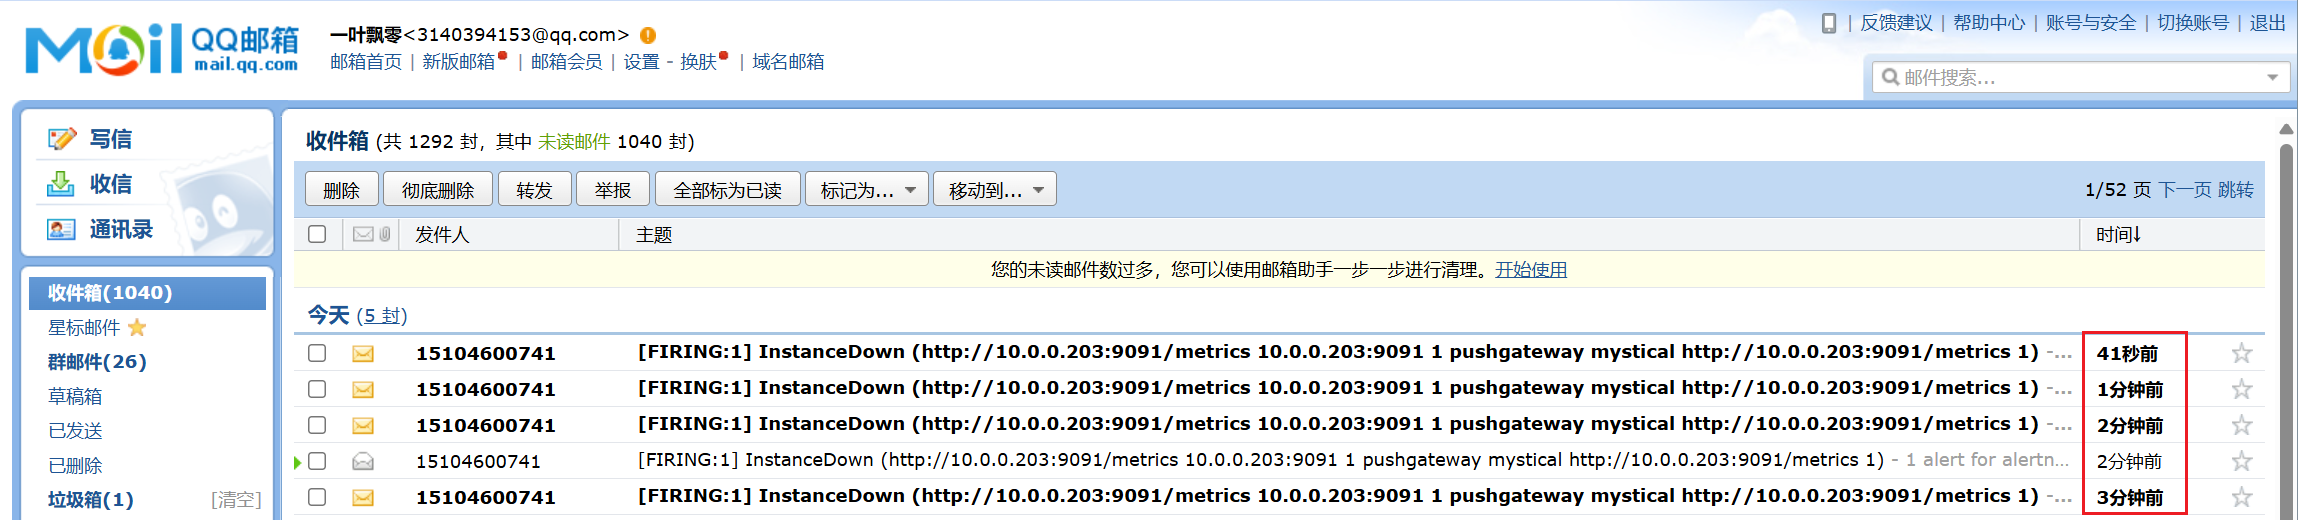 反馈建议 | 帮助中心 | 账号与安全 | 切换账号 | 退出
Mail QQ邮箱
mail.qq.com
一叶飘零<3140394153@qq.com>
邮箱首页 | 新版邮箱 | 邮箱会员 | 设置 - 换肤 | 域名邮箱
邮件搜索...
写信
收信
通讯录
收件箱(1040)
星标邮件
群邮件(26)
草稿箱
已发送
已删除
垃圾箱(1) [清空]
收件箱 (共 1292 封，其中 未读邮件 1040 封)
删除 彻底删除 转发 举报 全部标为已读 标记为... 移动到... 1/52 页 下一页 跳转
发件人 主题 时间↓
您的未读邮件数过多，您可以使用邮箱助手一步一步进行清理。开始使用
今天 (5 封)
15104600741 [FIRING:1] InstanceDown (http://10.0.0.203:9091/metrics 10.0.0.203:9091 1 pushgateway mystical http://10.0.0.203:9091/metrics 1) -... 41秒前
15104600741 [FIRING:1] InstanceDown (http://10.0.0.203:9091/metrics 10.0.0.203:9091 1 pushgateway mystical http://10.0.0.203:9091/metrics 1) -... 1分钟前
15104600741 [FIRING:1] InstanceDown (http://10.0.0.203:9091/metrics 10.0.0.203:9091 1 pushgateway mystical http://10.0.0.203:9091/metrics 1) -... 2分钟前
15104600741 [FIRING:1] InstanceDown (http://10.0.0.203:9091/metrics 10.0.0.203:9091 1 pushgateway mystical http://10.0.0.203:9091/metrics 1) - 1 alert for alertn... 2分钟前
15104600741 [FIRING:1] InstanceDown (http://10.0.0.203:9091/metrics 10.0.0.203:9091 1 pushgateway mystical http://10.0.0.203:9091/metrics 1) -... 3分钟前